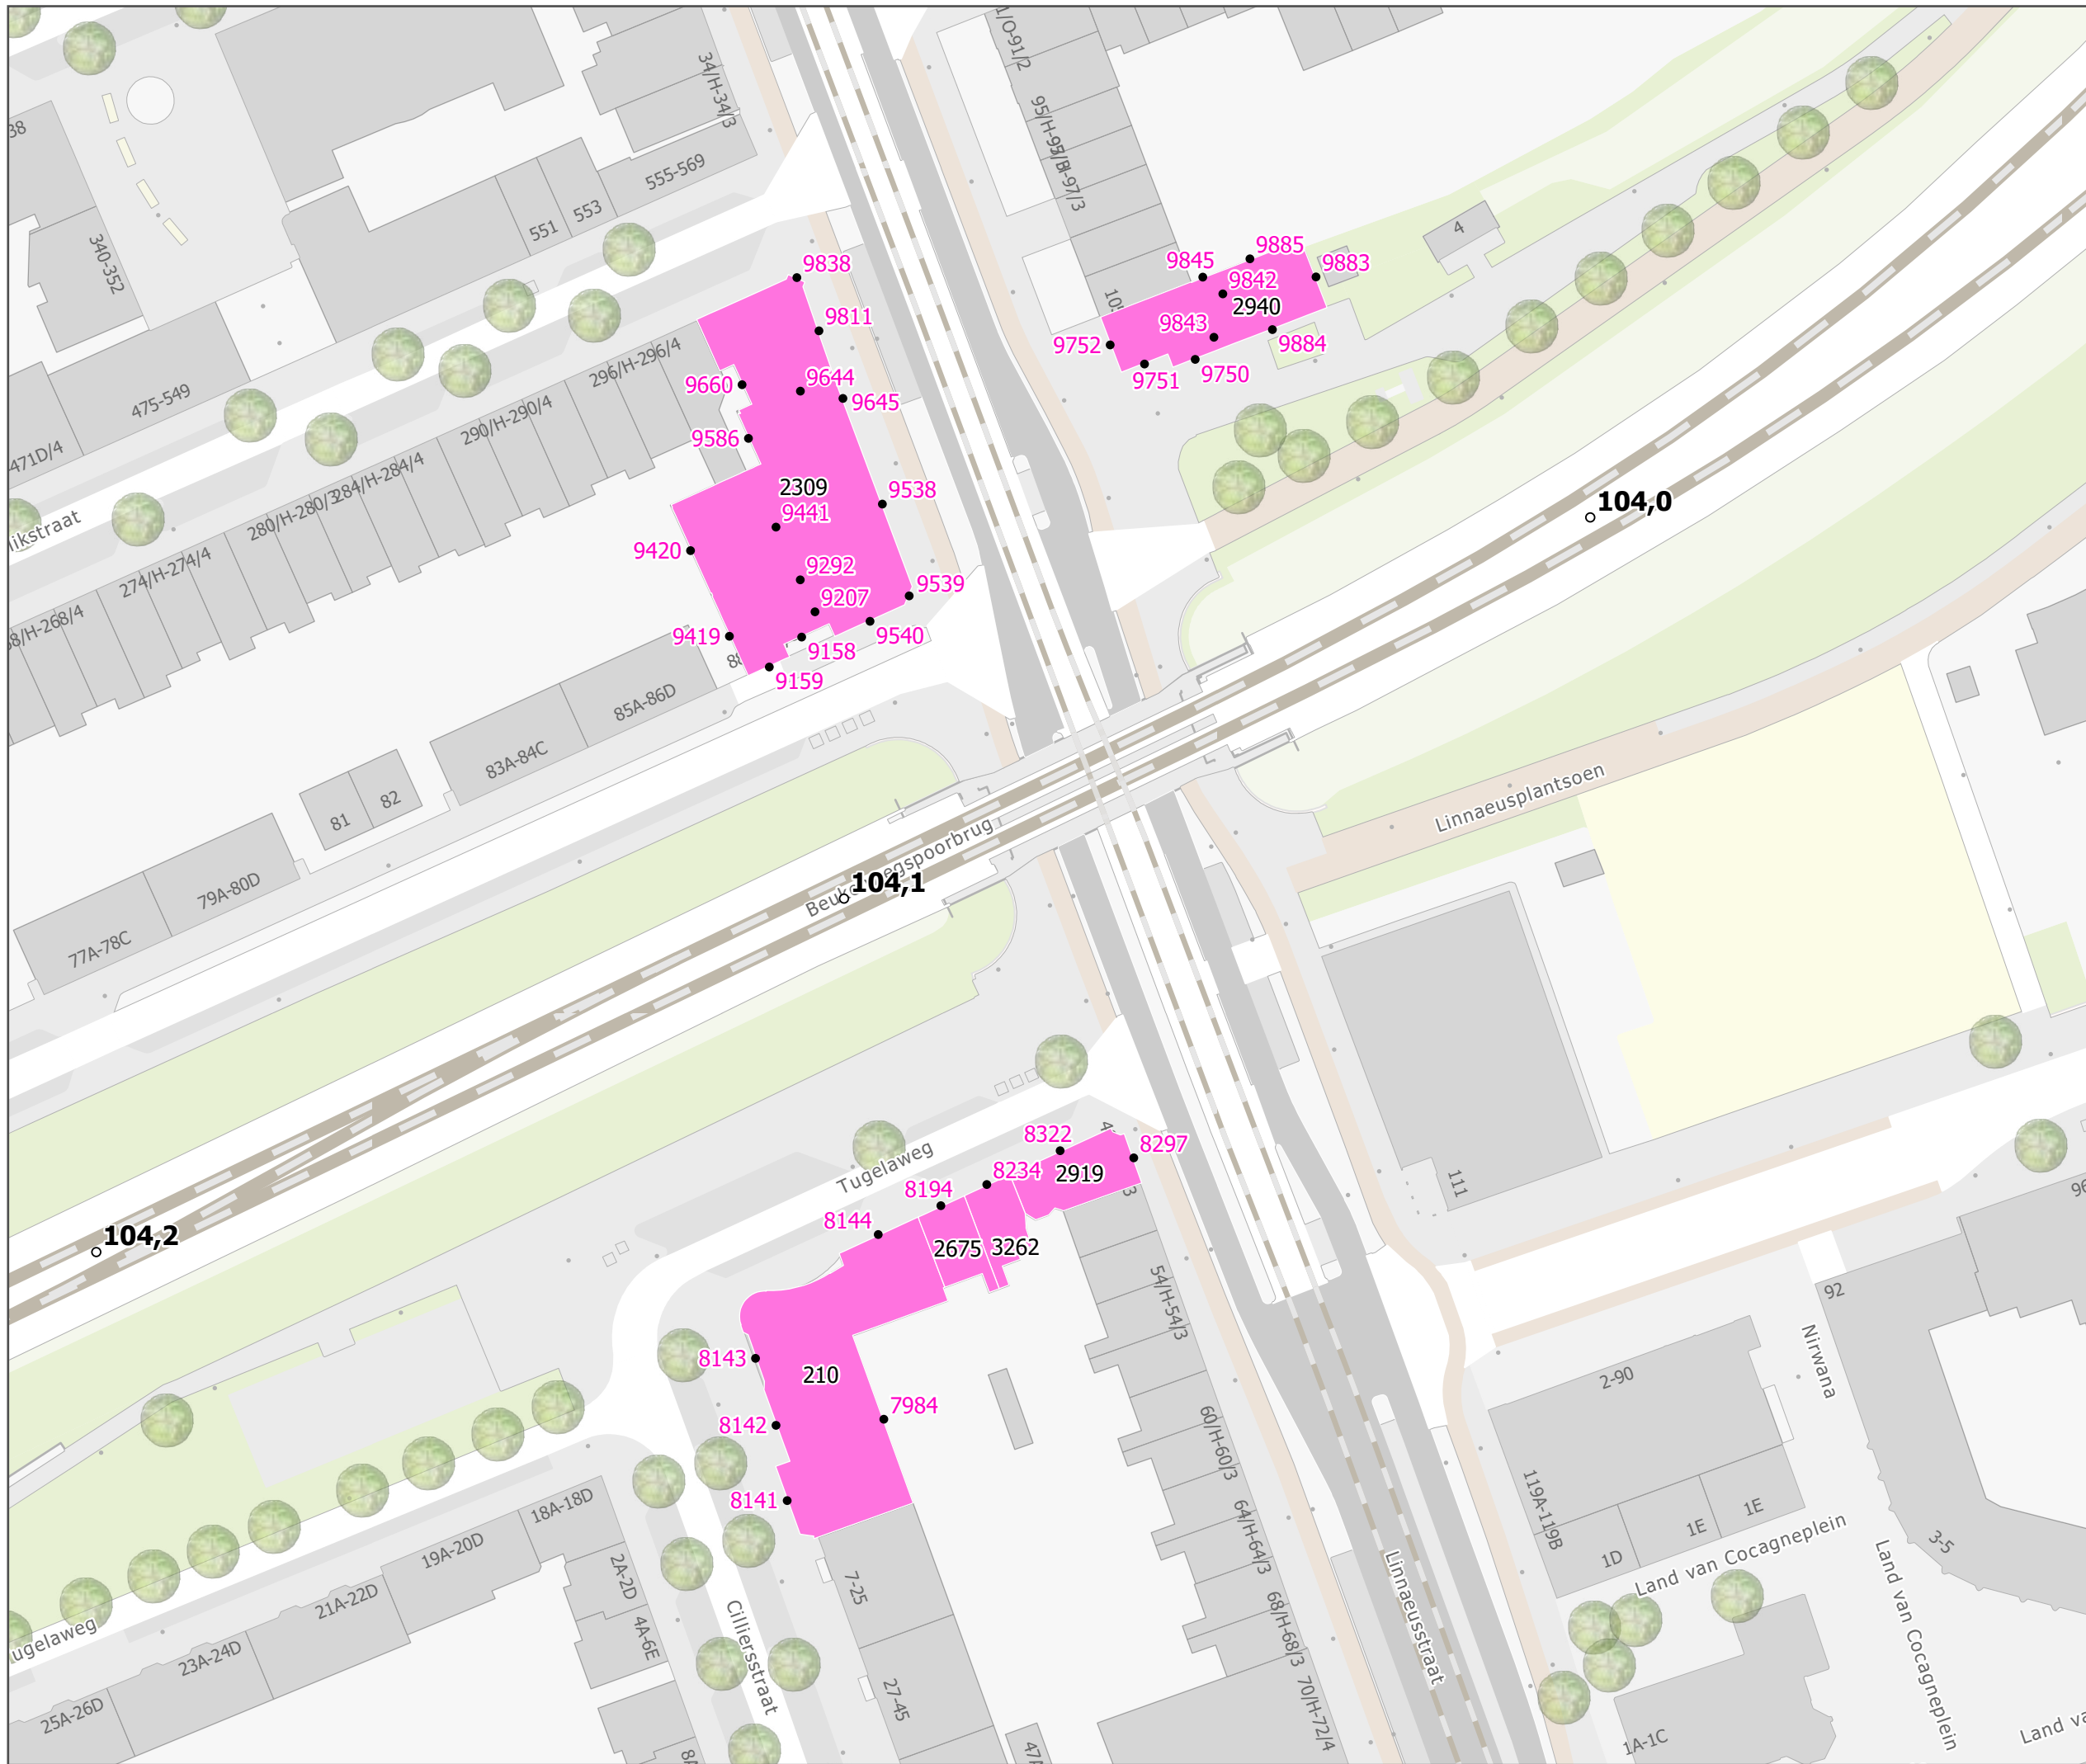 34/H-34/3
95/H-95/3
97/H-97/3
555-569
553
551
340-352
4
475-549
471D/4
296/H-296/4
290/H-290/4
284/H-284/4
280/H-280/3
274/H-274/4
9838
9811
9660
9644
9645
9586
2309
9538
9441
9420
9292
9539
9207
9419
9158
9540
9159
9845
9885
9842
9883
2940
9843
9752
9884
9751
9750
104,0
85A-86D
83A-84C
82
81
79A-80D
77A-78C
Linnaeusplantsoen
Beukenwegspoorbrug
104,1
104,2
Tugelaweg
8322
8297
8234
2919
8194
8144
2675
3262
8143
210
8142
7984
8141
54/H-54/3
60/H-60/3
64/H-64/3
68/H-68/3
70/H-72/4
111
92
Nirwana
2-90
119A-119B
1E
1E
1D
Land van Cocagneplein
3-5
Land van Cocagneplein
1A-1C
Linnaeusstraat
18A-18D
19A-20D
21A-22D
23A-24D
25A-26D
2A-2D
4A-6E
Cilliersstraat
7-25
27-45